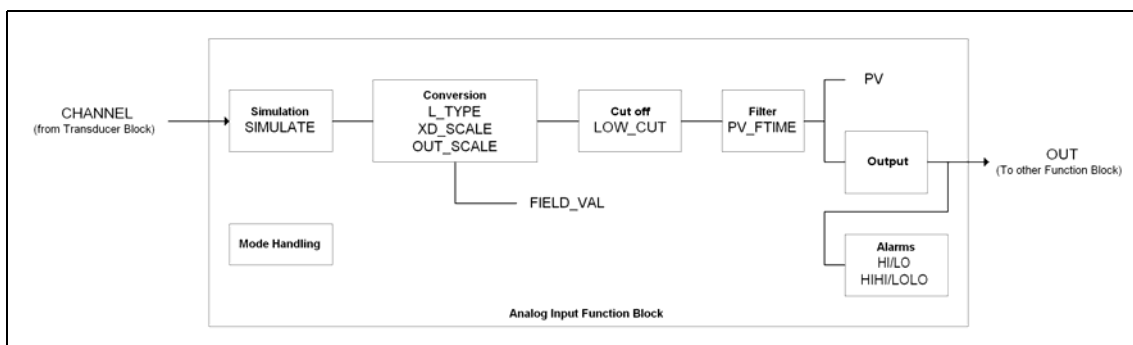 CHANNEL
(from Transducer Block)
Simulation
SIMULATE
Conversion
L_TYPE
XD_SCALE
OUT_SCALE
FIELD_VAL
Cut off
LOW_CUT
Filter
PV_FTIME
PV
Output
OUT
(To other Function Block)
Mode Handling
Alarms
HI/LO
HIHI/LOLO
Analog Input Function Block